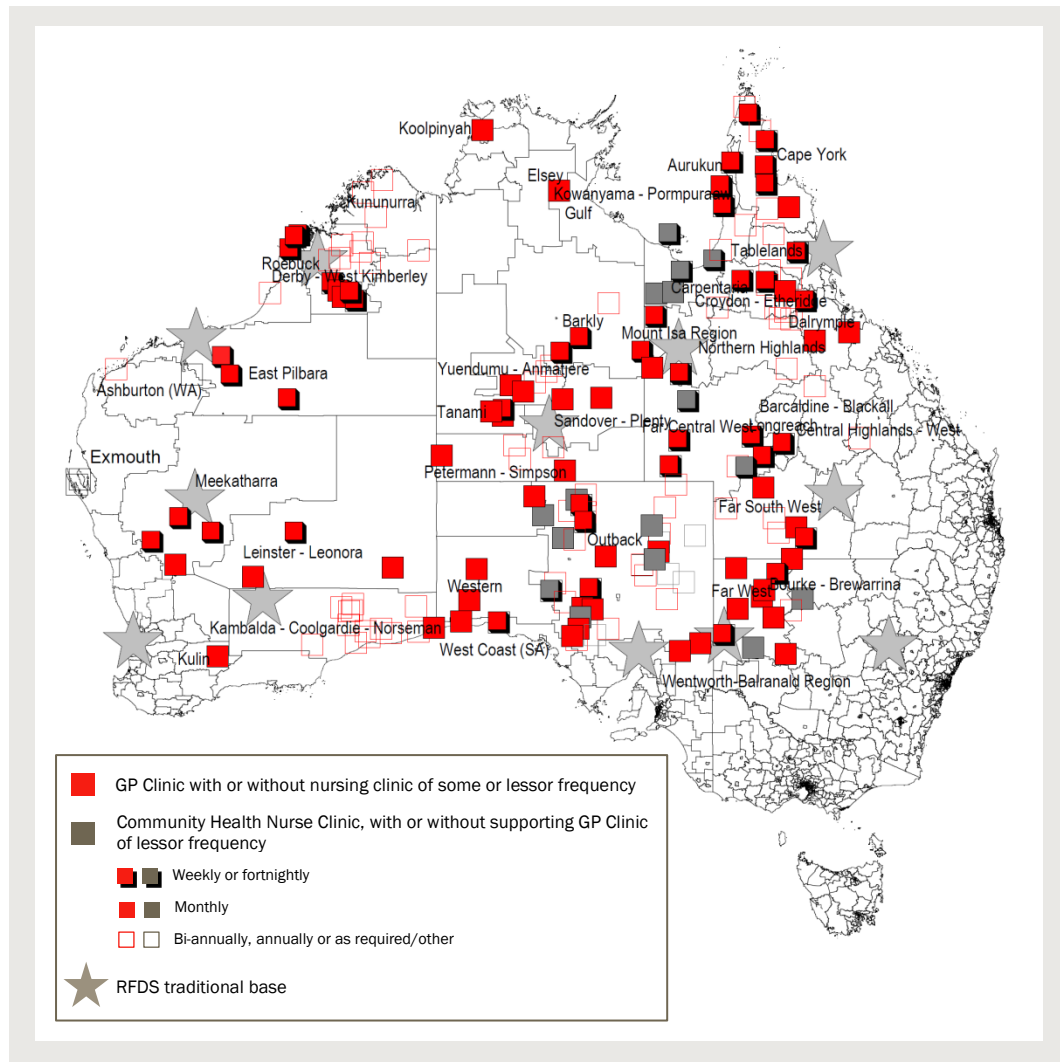 Koolpinyah
Cape York
Aurukun
Elsey
Kowanyama - Pormpuraaw
Kununurra
Gulf
Tablelands
Roebuck
Derby - West Kimberley
Carpentaria
Croydon - Etheridge
Barkly
Dalrymple
Mount Isa Region
Northern Highlands
East Pilbara
Yuendumu - Anmatjere
Ashburton (WA)
Tanami
Barcaldine - Blackall
Sandover - Plenty
Far Central West
Longreach
Central Highlands - West
Exmouth
Petermann - Simpson
Meekatharra
Far South West
Outback
Leinster - Leonora
Western
Far West
Bourke - Brewarrina
Kambalda - Coolgardie - Norseman
West Coast (SA)
Kulin
Wentworth-Balranald Region
GP Clinic with or without nursing clinic of some or lessor frequency
Community Health Nurse Clinic, with or without supporting GP Clinic
of lessor frequency
Weekly or fortnightly
Monthly
Bi-annually, annually or as required/other
RFDS traditional base